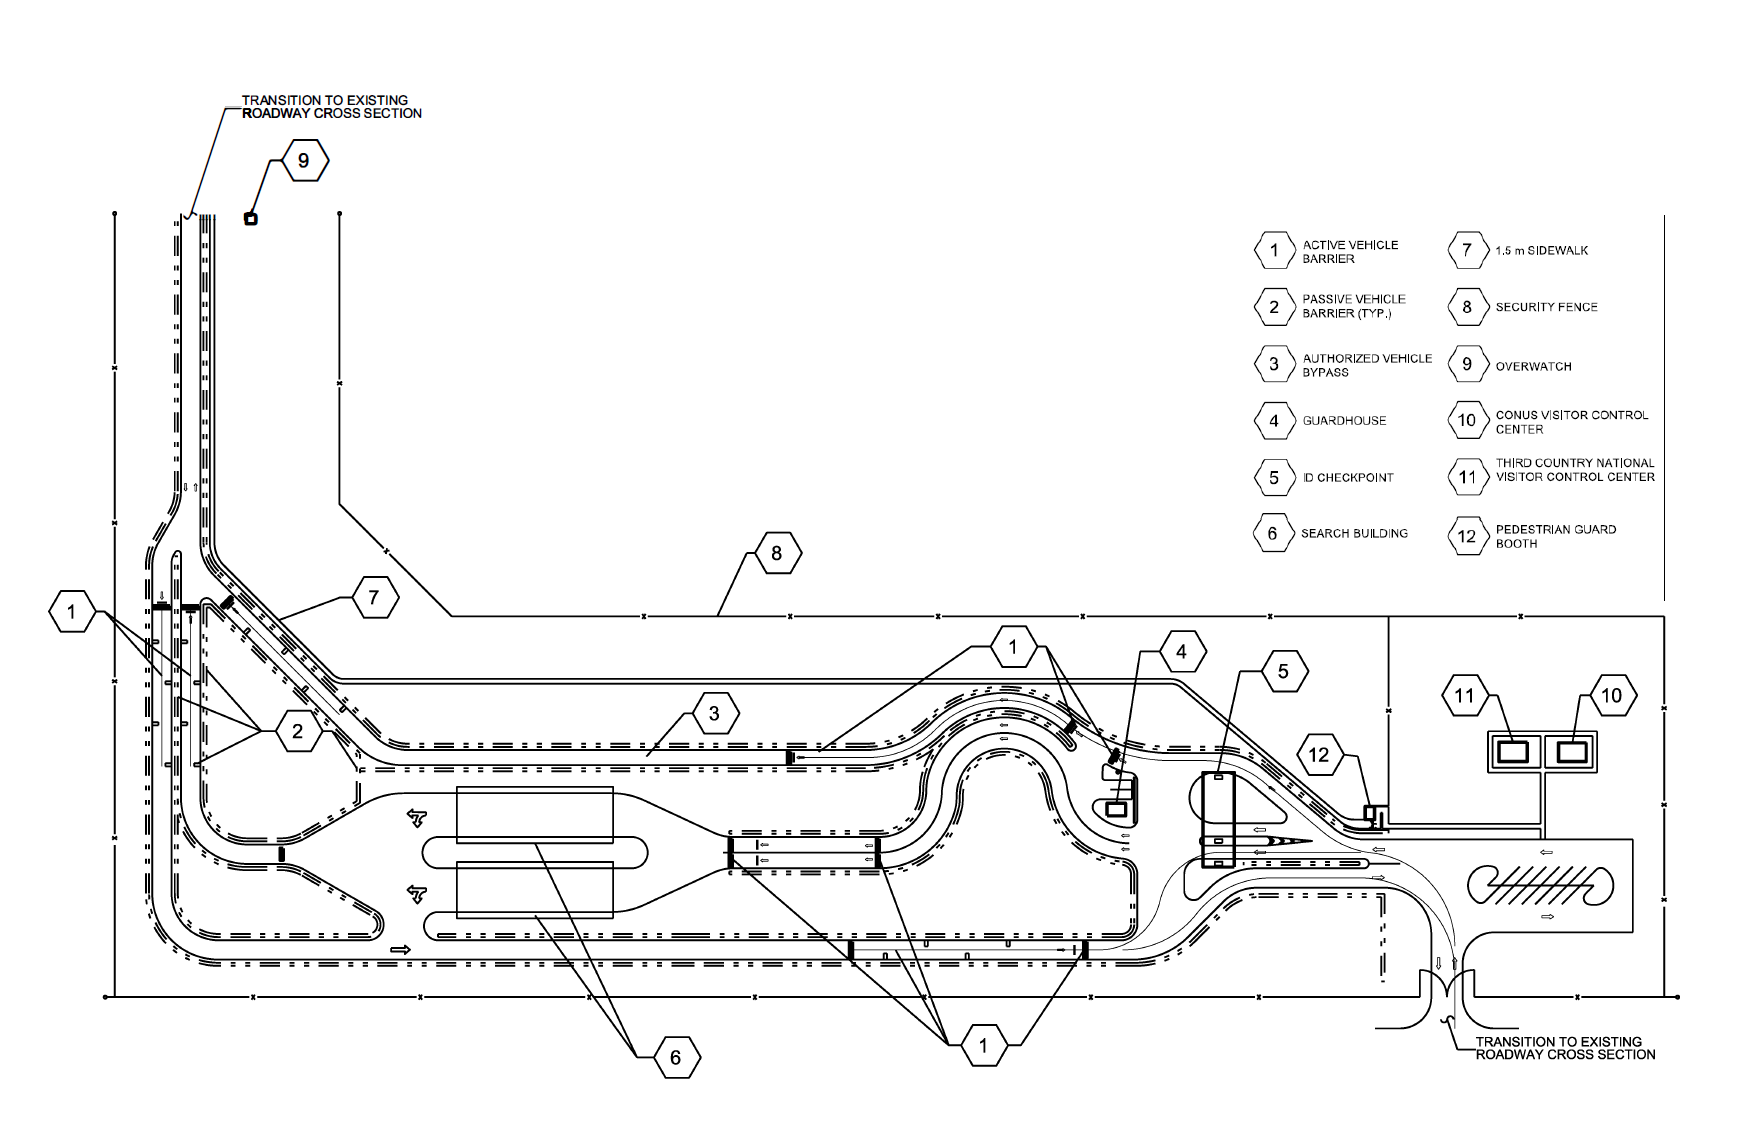 TRANSITION TO EXISTING
ROADWAY CROSS SECTION
9
1 ACTIVE VEHICLE
BARRIER
7 1.5 m SIDEWALK
2 PASSIVE VEHICLE
BARRIER (TYP.)
8 SECURITY FENCE
3 AUTHORIZED VEHICLE
BYPASS
9 OVERWATCH
4 GUARDHOUSE
10 CONUS VISITOR CONTROL
CENTER
5 ID CHECKPOINT
11 THIRD COUNTRY NATIONAL
VISITOR CONTROL CENTER
6 SEARCH BUILDING
12 PEDESTRIAN GUARD
BOOTH
8
7
1
1
4
5
11
10
3
2
12
1
6
TRANSITION TO EXISTING
ROADWAY CROSS SECTION